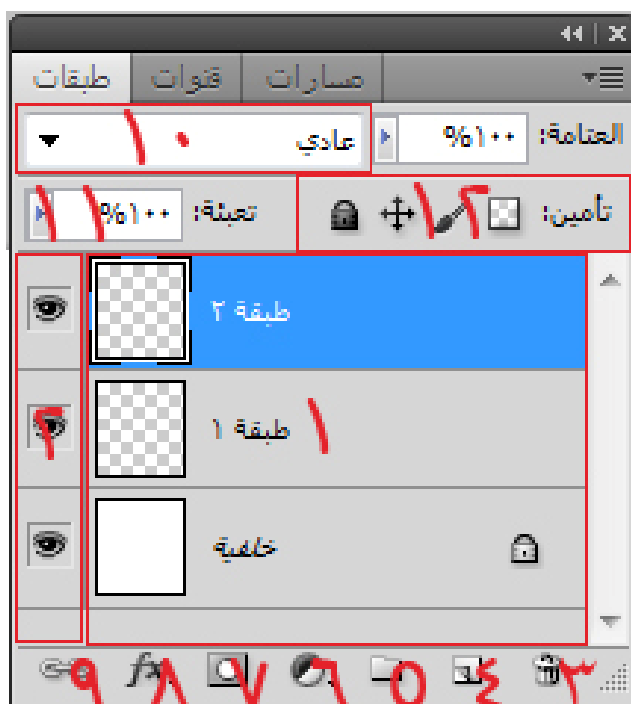 طبقات قنوات مسارات
العتامة: ١٠٠% عادي ١٠
تأمين: ١٢ تعبئة: ١٠٠% ١١
طبقة ٢
٢
طبقة ١ ١
خلفية
٣ ٤ ٥ ٦ ٧ fx ٨ ٩